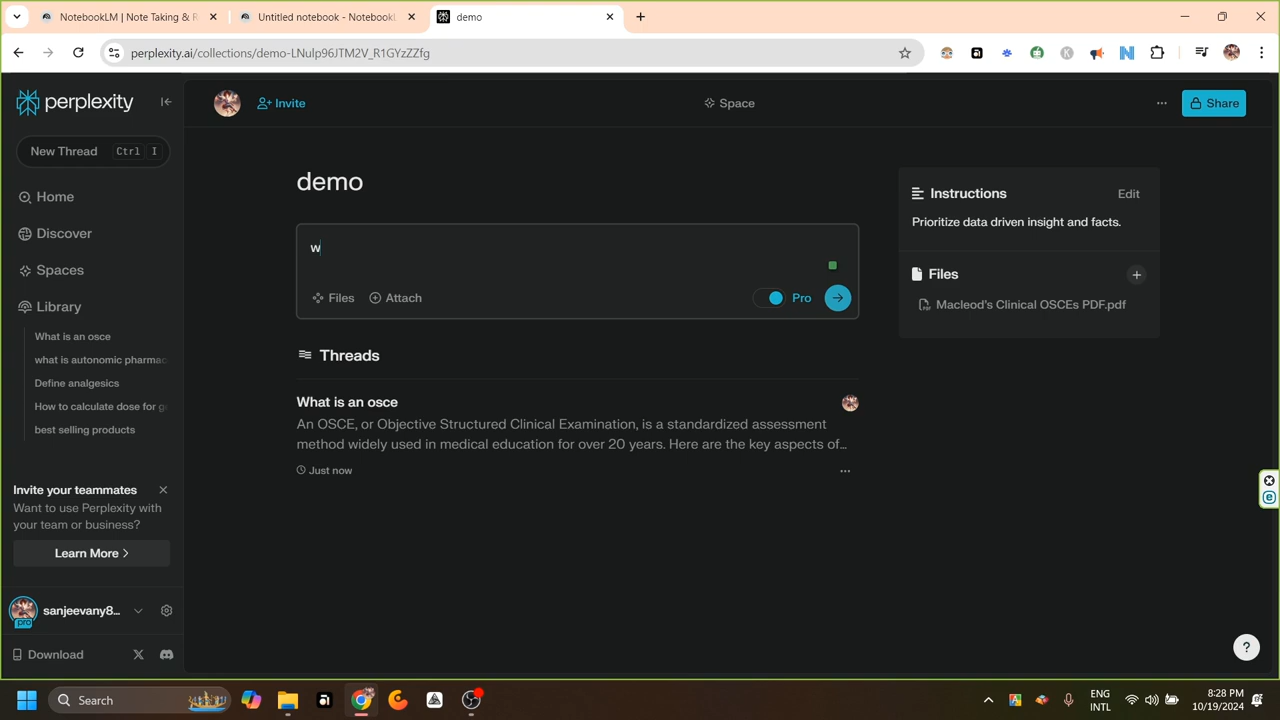 NotebookLM | Note Taking & R
Untitled notebook - NotebookL
demo
perplexity.ai/collections/demo-LNulp96JTM2V_R1GYzZZfg
perplexity
Invite
Space
Share
New Thread Ctrl I
Home
Discover
Spaces
Library
What is an osce
what is autonomic pharmac
Define analgesics
How to calculate dose for g
best selling products
Invite your teammates
Want to use Perplexity with
your team or business?
Learn More
sanjeevany8...
pro
Download
demo
w
Files Attach
Pro
Threads
What is an osce
An OSCE, or Objective Structured Clinical Examination, is a standardized assessment
method widely used in medical education for over 20 years. Here are the key aspects of...
Just now
Instructions Edit
Prioritize data driven insight and facts.
Files
Macleod's Clinical OSCEs PDF.pdf
?
Search
ENG
INTL
8:28 PM
10/19/2024